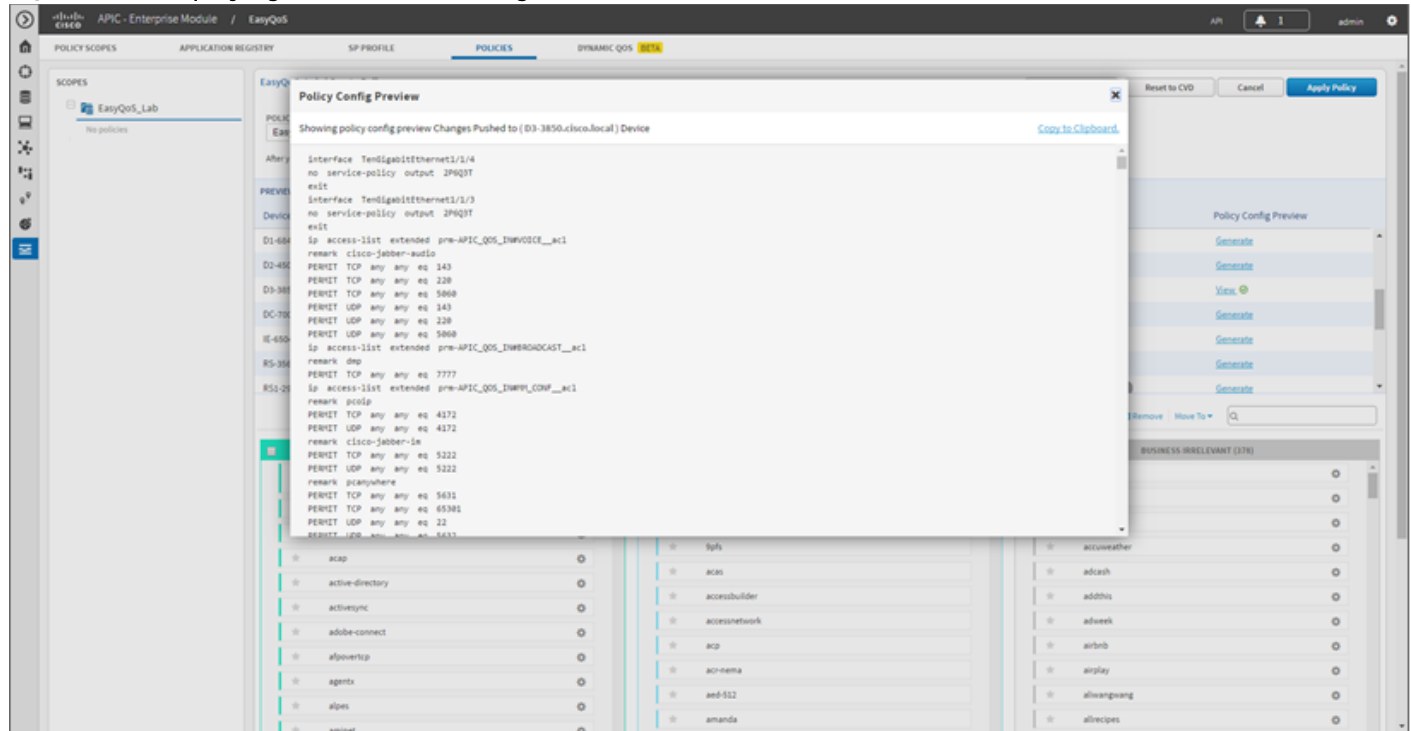 cisco APIC - Enterprise Module / EasyQoS
API 1 admin
POLICY SCOPES APPLICATION REGISTRY SP PROFILE POLICIES DYNAMIC QOS BETA
SCOPES
EasyQoS_Lab
No policies
Reset to CVD Cancel Apply Policy
Policy Config Preview
Showing policy config preview Changes Pushed to ( D3-3850.cisco.local ) Device Copy to Clipboard.
interface TenGigabitEthernet1/1/4
no service-policy output 2P6Q3T
exit
interface TenGigabitEthernet1/1/3
no service-policy output 2P6Q3T
exit
ip access-list extended prm-APIC_QOS_IN#VOICE__acl
remark cisco-jabber-audio
PERMIT TCP any any eq 143
PERMIT TCP any any eq 220
PERMIT TCP any any eq 5060
PERMIT UDP any any eq 143
PERMIT UDP any any eq 220
PERMIT UDP any any eq 5060
ip access-list extended prm-APIC_QOS_IN#BROADCAST__acl
remark dmp
PERMIT TCP any any eq 7777
ip access-list extended prm-APIC_QOS_IN#MM_CONF__acl
remark pcoip
PERMIT TCP any any eq 4172
PERMIT UDP any any eq 4172
remark cisco-jabber-im
PERMIT TCP any any eq 5222
PERMIT UDP any any eq 5222
remark pcanywhere
PERMIT TCP any any eq 5631
PERMIT TCP any any eq 65301
PERMIT UDP any any eq 22
PERMIT UDP any any eq 5632
After y
Device
Policy Config Preview
Generate
Generate
View
Generate
Generate
Generate
Generate
Remove Move To
BUSINESS IRRELEVANT (378)
acap 9pfs accuweather
active-directory acas adcash
activesync accessbuilder addthis
adobe-connect accessnetwork adweek
afpovertcp acp airbnb
agentx acr-nema airplay
alpes aed-512 aliwangwang
aminet amanda allrecipes